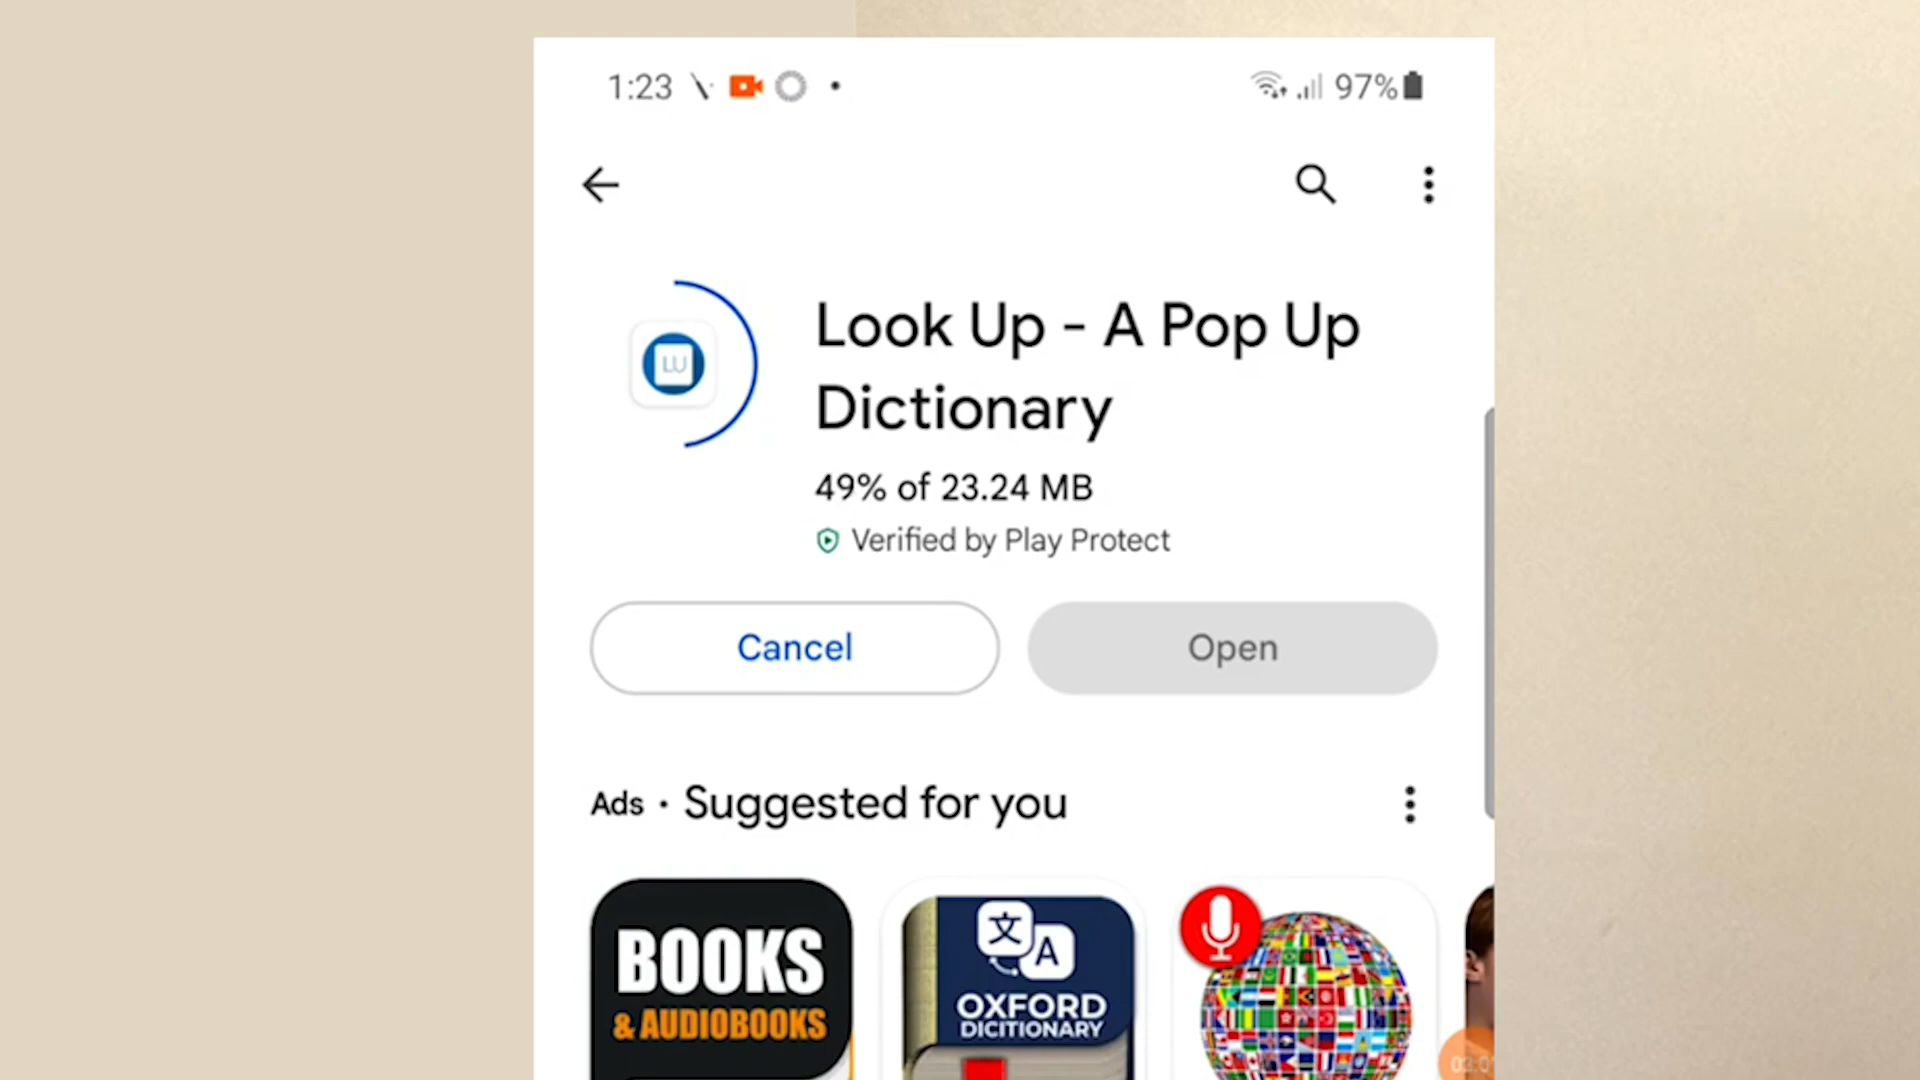 1:23 97%
Look Up - A Pop Up
Dictionary
49% of 23.24 MB
Verified by Play Protect
Cancel Open
Ads • Suggested for you
BOOKS
& AUDIOBOOKS
文 A
OXFORD
DICITIONARY